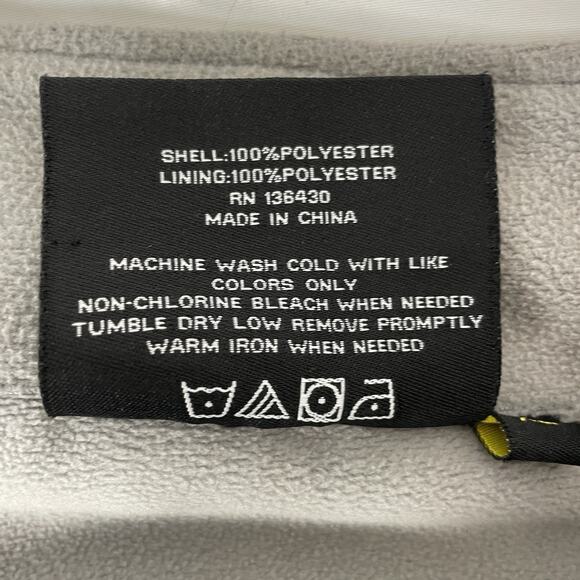 SHELL:100%POLYESTER
LINING:100%POLYESTER
RN 136430
MADE IN CHINA
MACHINE WASH COLD WITH LIKE
COLORS ONLY
NON-CHLORINE BLEACH WHEN NEEDED
TUMBLE DRY LOW REMOVE PROMPTLY
WARM IRON WHEN NEEDED